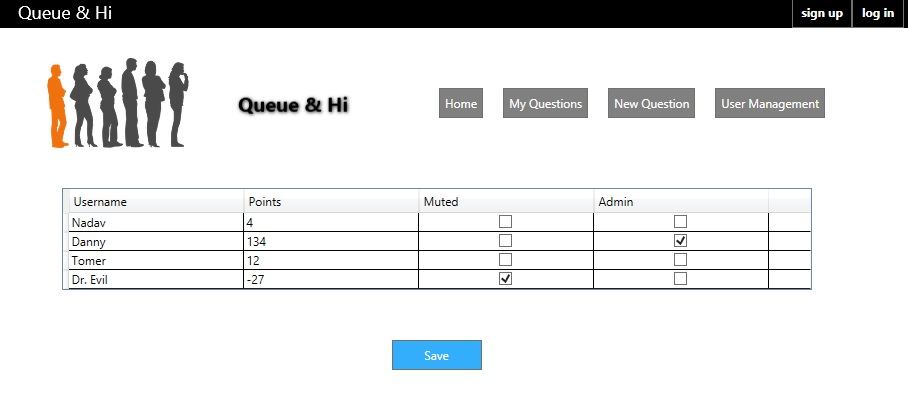 Queue & Hi sign up log in
Queue & Hi Home My Questions New Question User Management
Username Points Muted Admin
Nadav 4
Danny 134
Tomer 12
Dr. Evil -27
Save